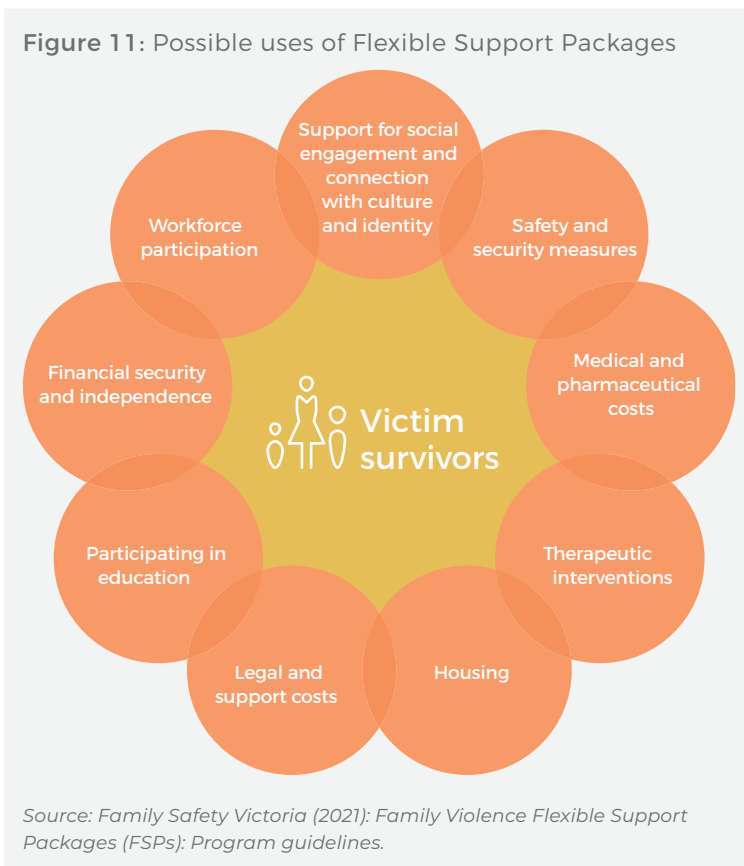 Figure 11: Possible uses of Flexible Support Packages
Support for social
engagement and
connection
with culture
and identity
Safety and
security measures
Medical and
pharmaceutical
costs
Therapeutic
interventions
Housing
Legal and
support costs
Participating in
education
Financial security
and independence
Workforce
participation
Victim
survivors
Source: Family Safety Victoria (2021): Family Violence Flexible Support
Packages (FSPs): Program guidelines.